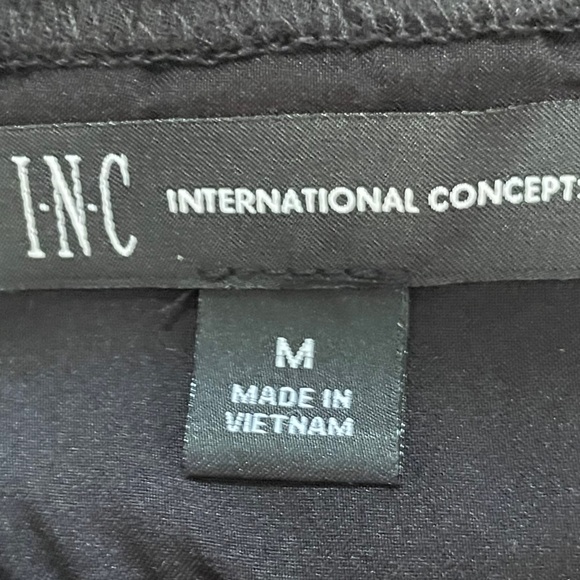 I·N·C INTERNATIONAL CONCEPT
M
MADE IN
VIETNAM